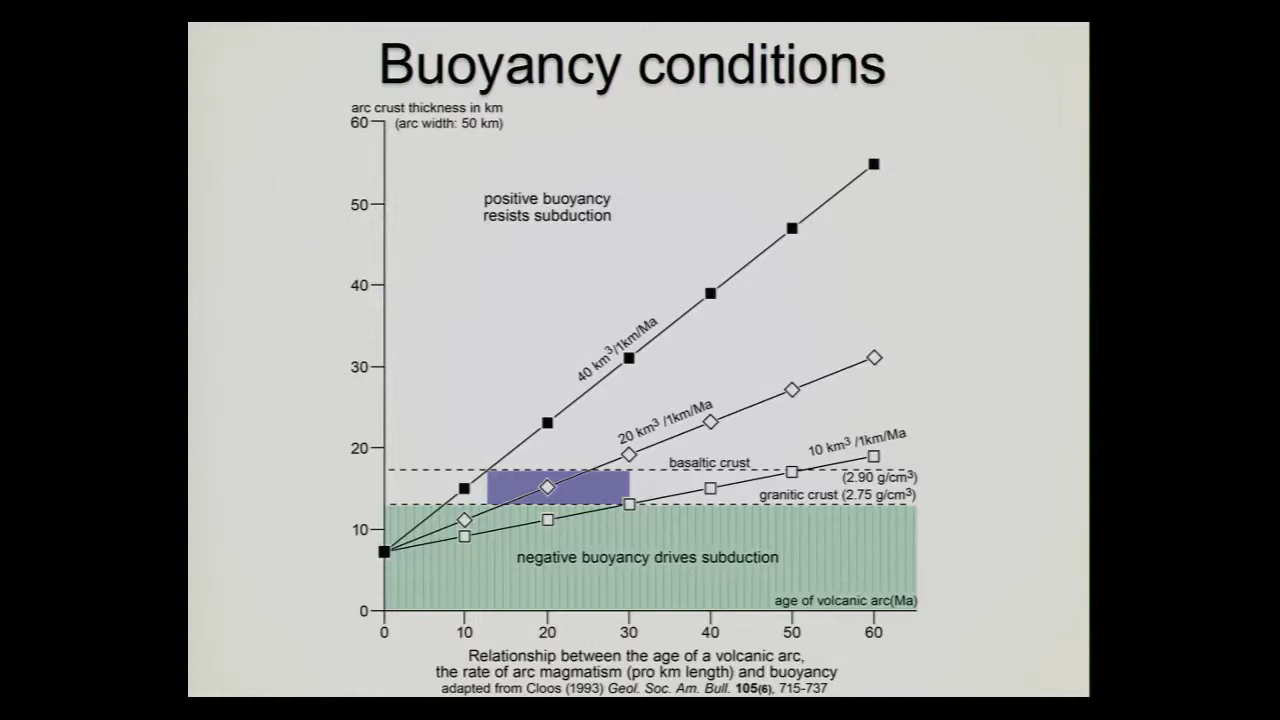 Buoyancy conditions
arc crust thickness in km
(arc width: 50 km)
60
50
40
30
20
10
0
positive buoyancy
resists subduction
40 km³/1km/Ma
20 km³ /1km/Ma
10 km³ /1km/Ma
basaltic crust
(2.90 g/cm³)
granitic crust (2.75 g/cm³)
negative buoyancy drives subduction
age of volcanic arc(Ma)
0 10 20 30 40 50 60
Relationship between the age of a volcanic arc,
the rate of arc magmatism (pro km length) and buoyancy
adapted from Cloos (1993) Geol. Soc. Am. Bull. 105(6), 715-737